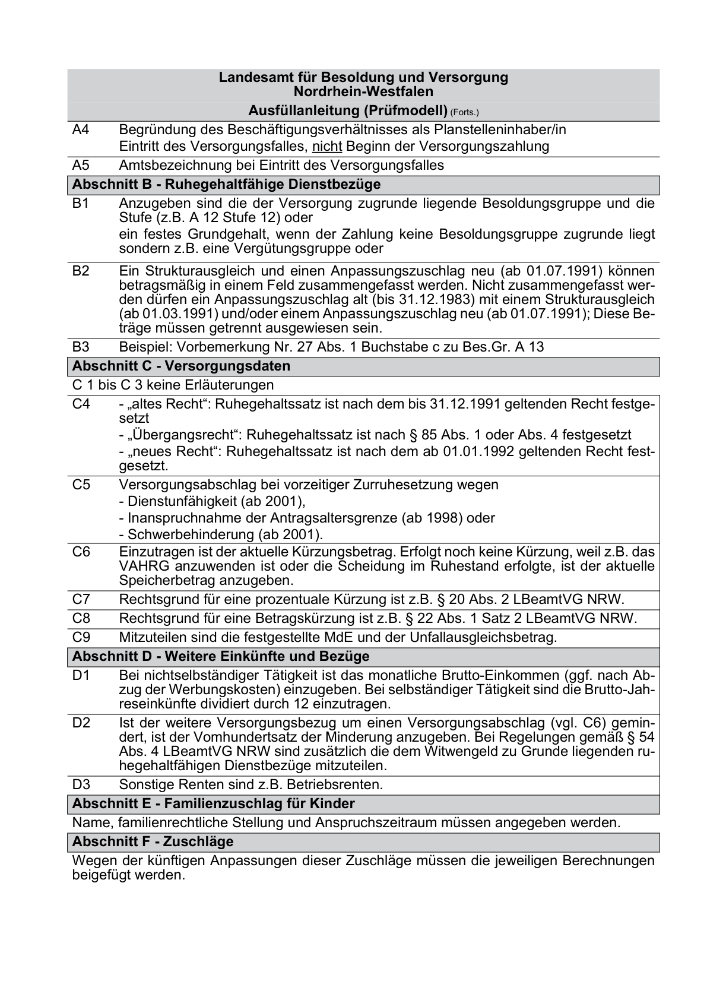 Landesamt für Besoldung und Versorgung
Nordrhein-Westfalen
Ausfüllanleitung (Prüfmodell) (Forts.)
A4 Begründung des Beschäftigungsverhältnisses als Planstelleninhaber/in
Eintritt des Versorgungsfalles, nicht Beginn der Versorgungszahlung
A5 Amtsbezeichnung bei Eintritt des Versorgungsfalles
Abschnitt B - Ruhegehaltfähige Dienstbezüge
B1 Anzugeben sind die der Versorgung zugrunde liegende Besoldungsgruppe und die
Stufe (z.B. A 12 Stufe 12) oder
ein festes Grundgehalt, wenn der Zahlung keine Besoldungsgruppe zugrunde liegt
sondern z.B. eine Vergütungsgruppe oder
B2 Ein Strukturausgleich und einen Anpassungszuschlag neu (ab 01.07.1991) können
betragsmäßig in einem Feld zusammengefasst werden. Nicht zusammengefasst wer-
den dürfen ein Anpassungszuschlag alt (bis 31.12.1983) mit einem Strukturausgleich
(ab 01.03.1991) und/oder einem Anpassungszuschlag neu (ab 01.07.1991); Diese Be-
träge müssen getrennt ausgewiesen sein.
B3 Beispiel: Vorbemerkung Nr. 27 Abs. 1 Buchstabe c zu Bes.Gr. A 13
Abschnitt C - Versorgungsdaten
C 1 bis C 3 keine Erläuterungen
C4 - „altes Recht“: Ruhegehaltssatz ist nach dem bis 31.12.1991 geltenden Recht festge-
setzt
- „Übergangsrecht“: Ruhegehaltssatz ist nach § 85 Abs. 1 oder Abs. 4 festgesetzt
- „neues Recht“: Ruhegehaltssatz ist nach dem ab 01.01.1992 geltenden Recht fest-
gesetzt.
C5 Versorgungsabschlag bei vorzeitiger Zurruhesetzung wegen
- Dienstunfähigkeit (ab 2001),
- Inanspruchnahme der Antragsaltersgrenze (ab 1998) oder
- Schwerbehinderung (ab 2001).
C6 Einzutragen ist der aktuelle Kürzungsbetrag. Erfolgt noch keine Kürzung, weil z.B. das
VAHRG anzuwenden ist oder die Scheidung im Ruhestand erfolgte, ist der aktuelle
Speicherbetrag anzugeben.
C7 Rechtsgrund für eine prozentuale Kürzung ist z.B. § 20 Abs. 2 LBeamtVG NRW.
C8 Rechtsgrund für eine Betragskürzung ist z.B. § 22 Abs. 1 Satz 2 LBeamtVG NRW.
C9 Mitzuteilen sind die festgestellte MdE und der Unfallausgleichsbetrag.
Abschnitt D - Weitere Einkünfte und Bezüge
D1 Bei nichtselbständiger Tätigkeit ist das monatliche Brutto-Einkommen (ggf. nach Ab-
zug der Werbungskosten) einzugeben. Bei selbständiger Tätigkeit sind die Brutto-Jah-
reseinkünfte dividiert durch 12 einzutragen.
D2 Ist der weitere Versorgungsbezug um einen Versorgungsabschlag (vgl. C6) gemin-
dert, ist der Vomhundertsatz der Minderung anzugeben. Bei Regelungen gemäß § 54
Abs. 4 LBeamtVG NRW sind zusätzlich die dem Witwengeld zu Grunde liegenden ru-
hegehaltfähigen Dienstbezüge mitzuteilen.
D3 Sonstige Renten sind z.B. Betriebsrenten.
Abschnitt E - Familienzuschlag für Kinder
Name, familienrechtliche Stellung und Anspruchszeitraum müssen angegeben werden.
Abschnitt F - Zuschläge
Wegen der künftigen Anpassungen dieser Zuschläge müssen die jeweiligen Berechnungen
beigefügt werden.